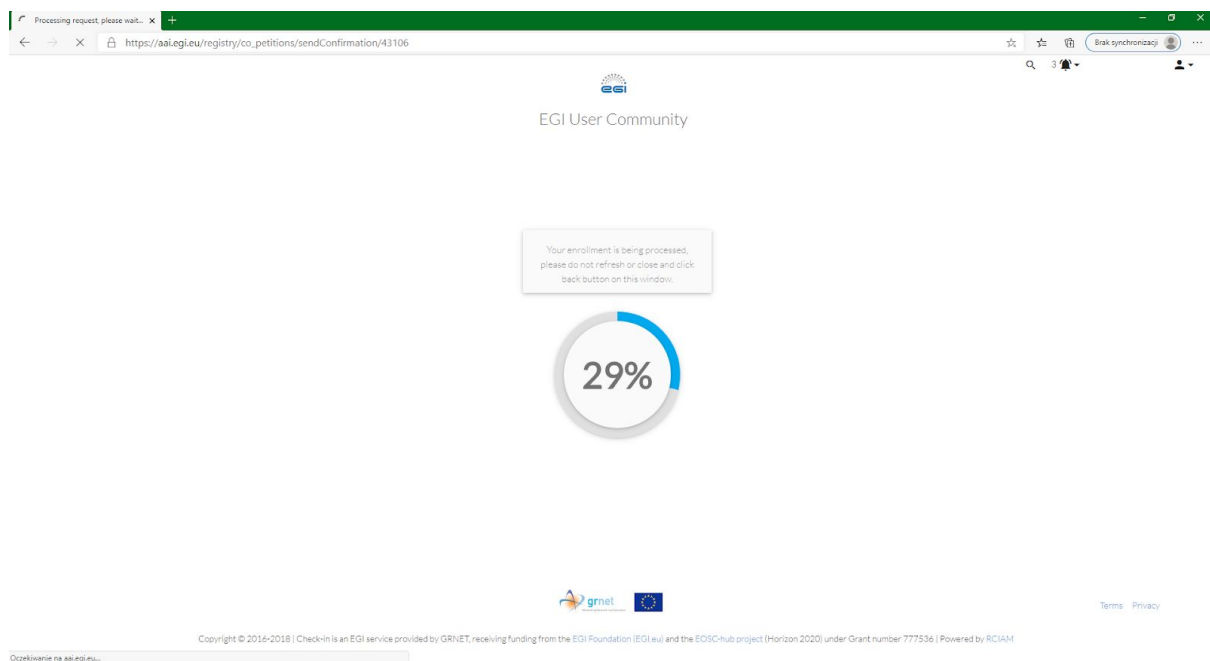 Processing request, please wait...
https://aai.egi.eu/registry/co_petitions/sendConfirmation/43106
Brak synchronizacji
3
egi
EGI User Community
Your enrollment is being processed,
please do not refresh or close and click
back button on this window.
29%
grnet
Terms Privacy
Copyright © 2016-2018 | Check-in is an EGI service provided by GRNET, receiving funding from the EGI Foundation (EGI.eu) and the EOSC-hub project (Horizon 2020) under Grant number 777536 | Powered by RCIAM
Oczekiwanie na aai.egi.eu...